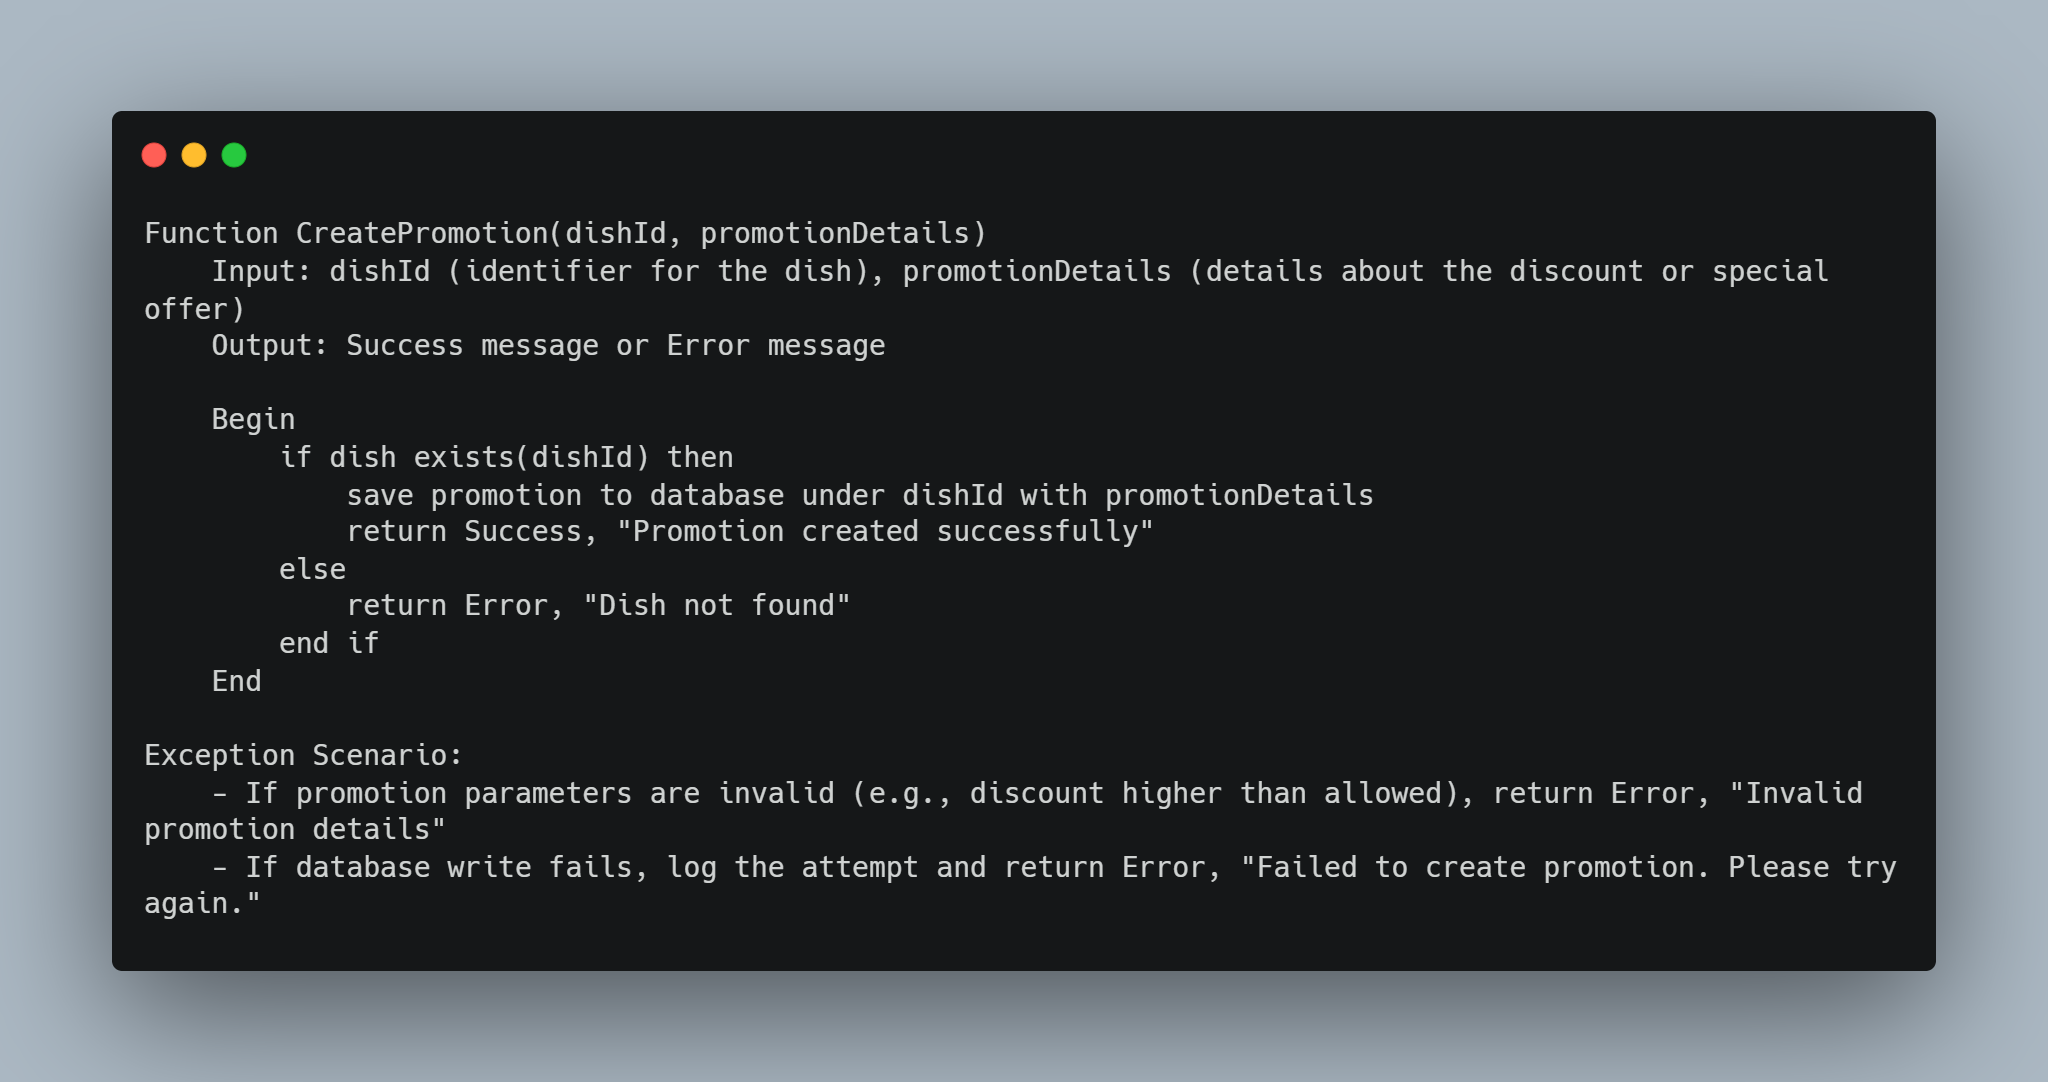 Function CreatePromotion(dishId, promotionDetails)
    Input: dishId (identifier for the dish), promotionDetails (details about the discount or special
offer)
    Output: Success message or Error message

    Begin
        if dish exists(dishId) then
            save promotion to database under dishId with promotionDetails
            return Success, "Promotion created successfully"
        else
            return Error, "Dish not found"
        end if
    End

Exception Scenario:
    - If promotion parameters are invalid (e.g., discount higher than allowed), return Error, "Invalid
promotion details"
    - If database write fails, log the attempt and return Error, "Failed to create promotion. Please try
again."